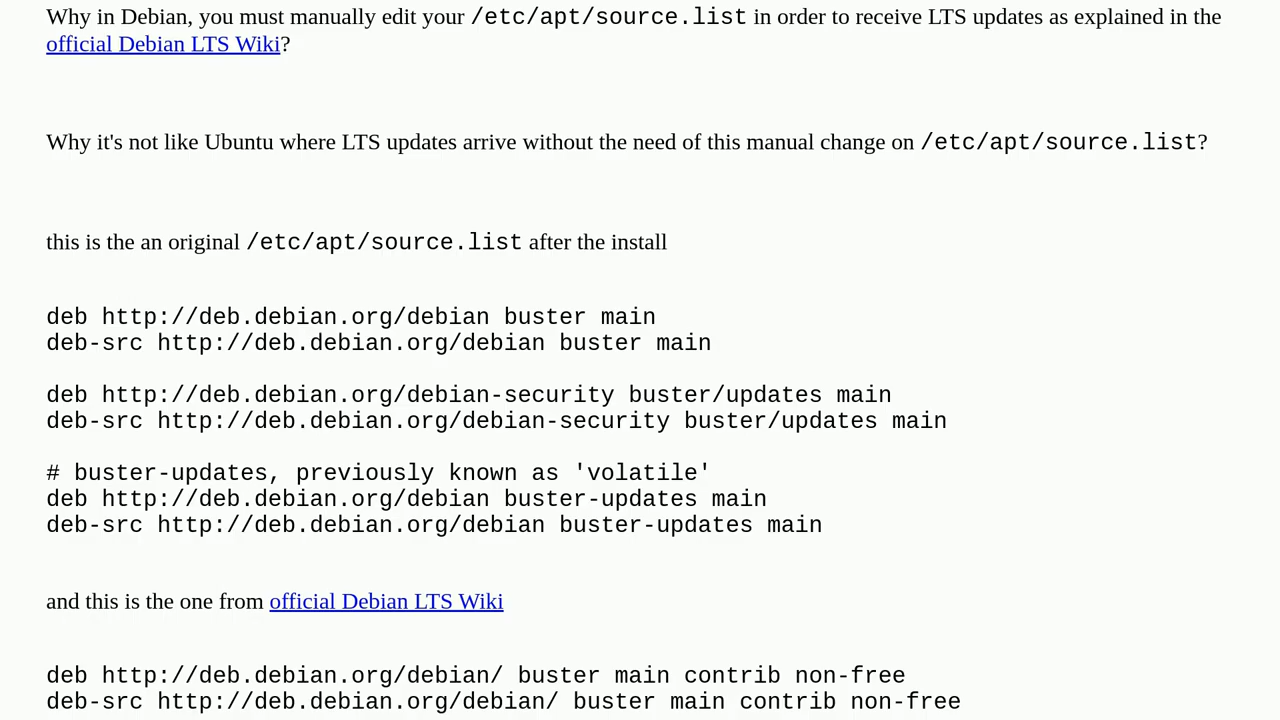 Why in Debian, you must manually edit your /etc/apt/source.list in order to receive LTS updates as explained in the
official Debian LTS Wiki?
Why it's not like Ubuntu where LTS updates arrive without the need of this manual change on /etc/apt/source.list?
this is the an original /etc/apt/source.list after the install
deb http://deb.debian.org/debian buster main
deb-src http://deb.debian.org/debian buster main
deb http://deb.debian.org/debian-security buster/updates main
deb-src http://deb.debian.org/debian-security buster/updates main
# buster-updates, previously known as 'volatile'
deb http://deb.debian.org/debian buster-updates main
deb-src http://deb.debian.org/debian buster-updates main
and this is the one from official Debian LTS Wiki
deb http://deb.debian.org/debian/ buster main contrib non-free
deb-src http://deb.debian.org/debian/ buster main contrib non-free